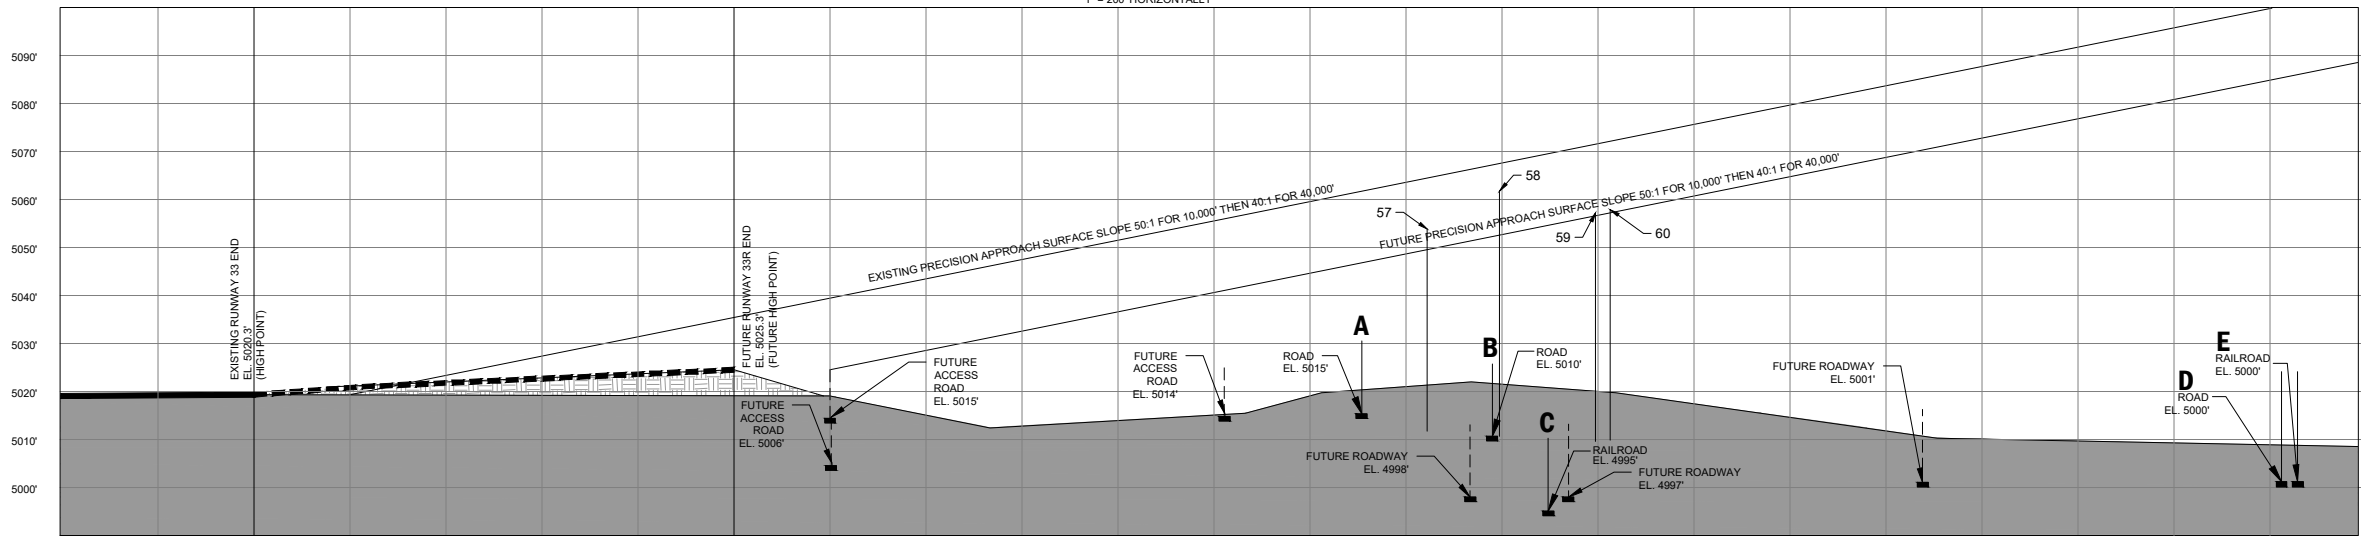 1" = 200' HORIZONTALLY
5090'
5080'
5070'
5060'
5050'
5040'
5030'
5020'
5010'
5000'
EXISTING RUNWAY 33 END
EL. 5020.3'
(HIGH POINT)
FUTURE RUNWAY 33R END
EL. 5025.3'
(FUTURE HIGH POINT)
EXISTING PRECISION APPROACH SURFACE SLOPE 50:1 FOR 10,000' THEN 40:1 FOR 40,000'
FUTURE PRECISION APPROACH SURFACE SLOPE 50:1 FOR 10,000' THEN 40:1 FOR 40,000'
FUTURE
ACCESS
ROAD
EL. 5006'
FUTURE
ACCESS
ROAD
EL. 5015'
FUTURE
ACCESS
ROAD
EL. 5014'
A
ROAD
EL. 5015'
57
58
59
60
B
ROAD
EL. 5010'
FUTURE ROADWAY
EL. 4998'
C
RAILROAD
EL. 4995'
FUTURE ROADWAY
EL. 4997'
FUTURE ROADWAY
EL. 5001'
D
ROAD
EL. 5000'
E
RAILROAD
EL. 5000'